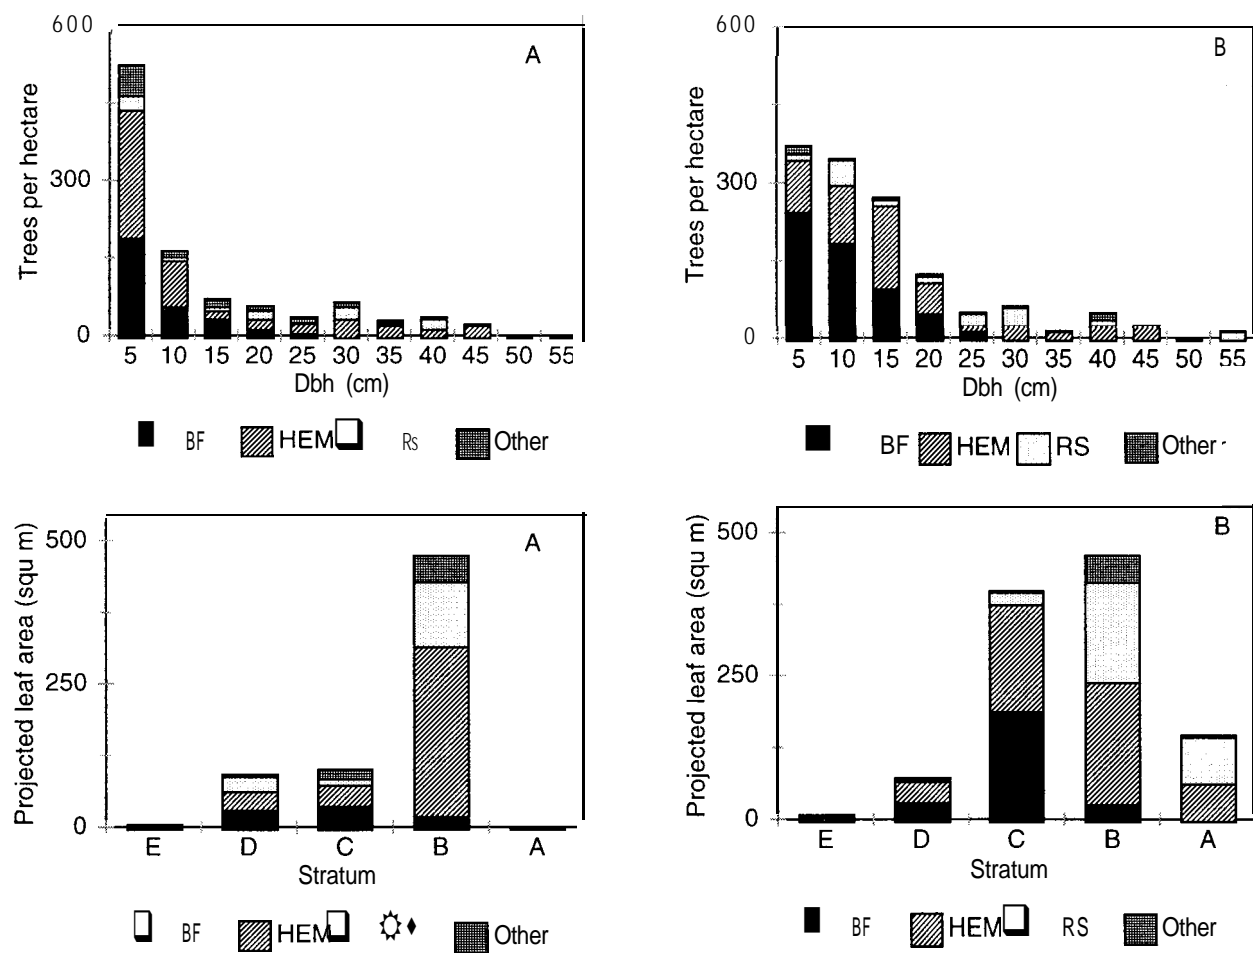 600
A
Trees per hectare
300
0
5 10 15 20 25 30 35 40 45 50 55
Dbh (cm)
BF HEM Rs Other
600
B
Trees per hectare
300
0
5 10 15 20 25 30 35 40 45 50 55
Dbh (cm)
BF HEM RS Other
500
A
Projected leaf area (squ m)
250
0
E D C B A
Stratum
BF HEM Other
500
B
Projected leaf area (squ m)
250
0
E D C B A
Stratum
BF HEM RS Other